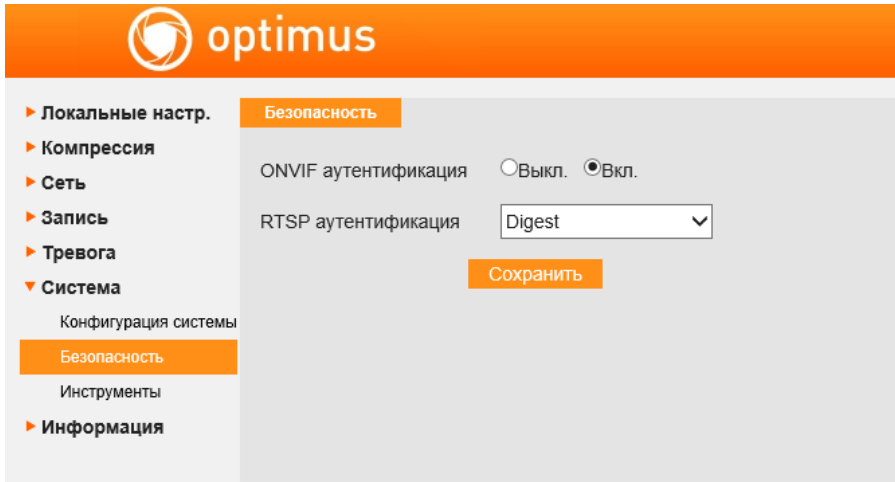 optimus
Локальные настр.
Компрессия
Сеть
Запись
Тревога
Система
Конфигурация системы
Безопасность
Инструменты
Информация
Безопасность
ONVIF аутентификация Выкл. Вкл.
RTSP аутентификация Digest
Сохранить